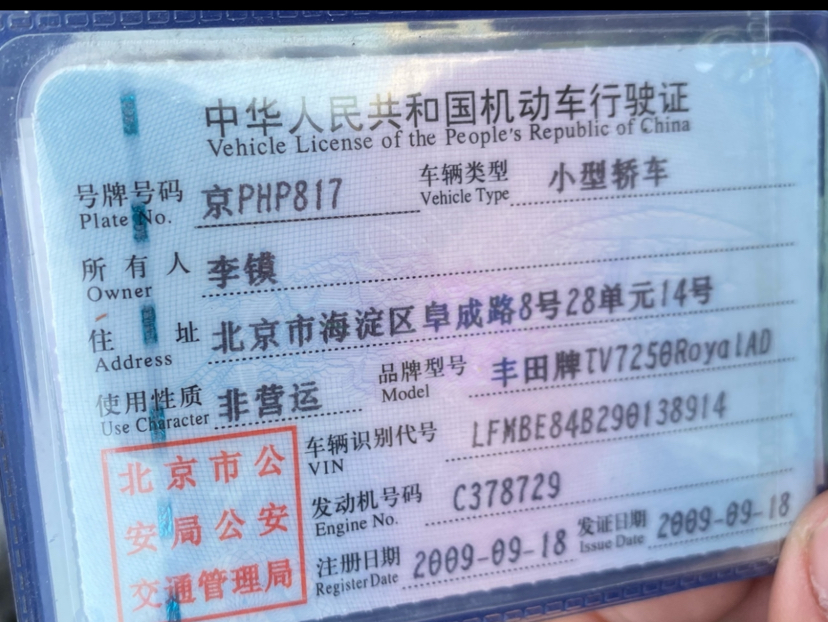 中华人民共和国机动车行驶证
Vehicle License of the People's Republic of China
号牌号码 京PHP817 车辆类型 小型轿车
Plate No. Vehicle Type
所有人 李镆
Owner
住址 北京市海淀区阜成路8号28单元14号
Address
使用性质 非营运 品牌型号 丰田牌TV7250RoyalAD
Use Character Model
车辆识别代号 LFMBE84B290138914
VIN
发动机号码 C378729
Engine No.
注册日期 2009-09-18 发证日期 2009-09-18
Register Date Issue Date
北京市公
安局公安
交通管理局